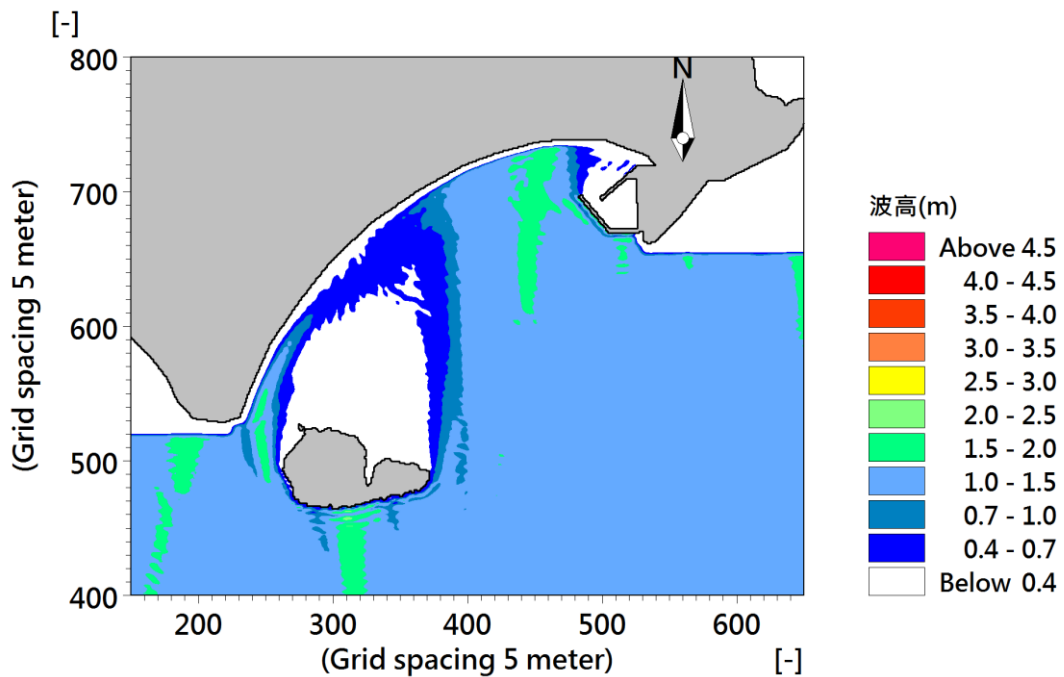 [-]
800
700
600
500
400
(Grid spacing 5 meter)
N
200 300 400 500 600
(Grid spacing 5 meter) [-]
波高(m)
Above 4.5
4.0 - 4.5
3.5 - 4.0
3.0 - 3.5
2.5 - 3.0
2.0 - 2.5
1.5 - 2.0
1.0 - 1.5
0.7 - 1.0
0.4 - 0.7
Below 0.4